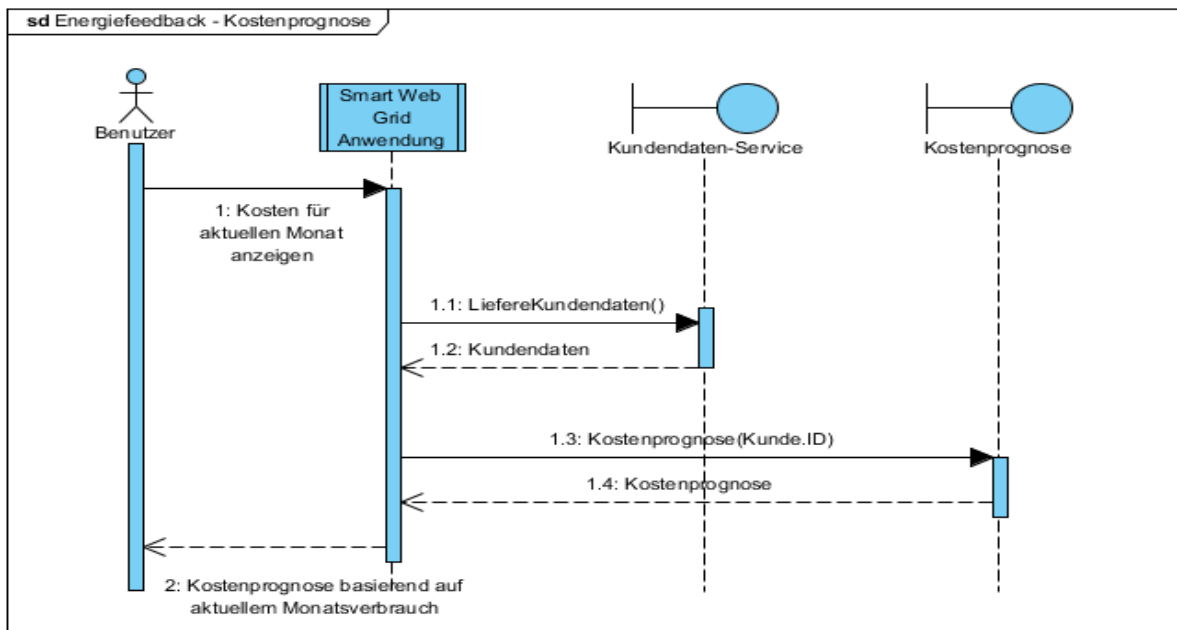 sd Energiefeedback - Kostenprognose
Benutzer
Smart Web
Grid
Anwendung
Kundendaten-Service
Kostenprognose
1: Kosten für
aktuellen Monat
anzeigen
1.1: LiefereKundendaten()
1.2: Kundendaten
1.3: Kostenprognose(Kunde.ID)
1.4: Kostenprognose
2: Kostenprognose basierend auf
aktuellem Monatsverbrauch